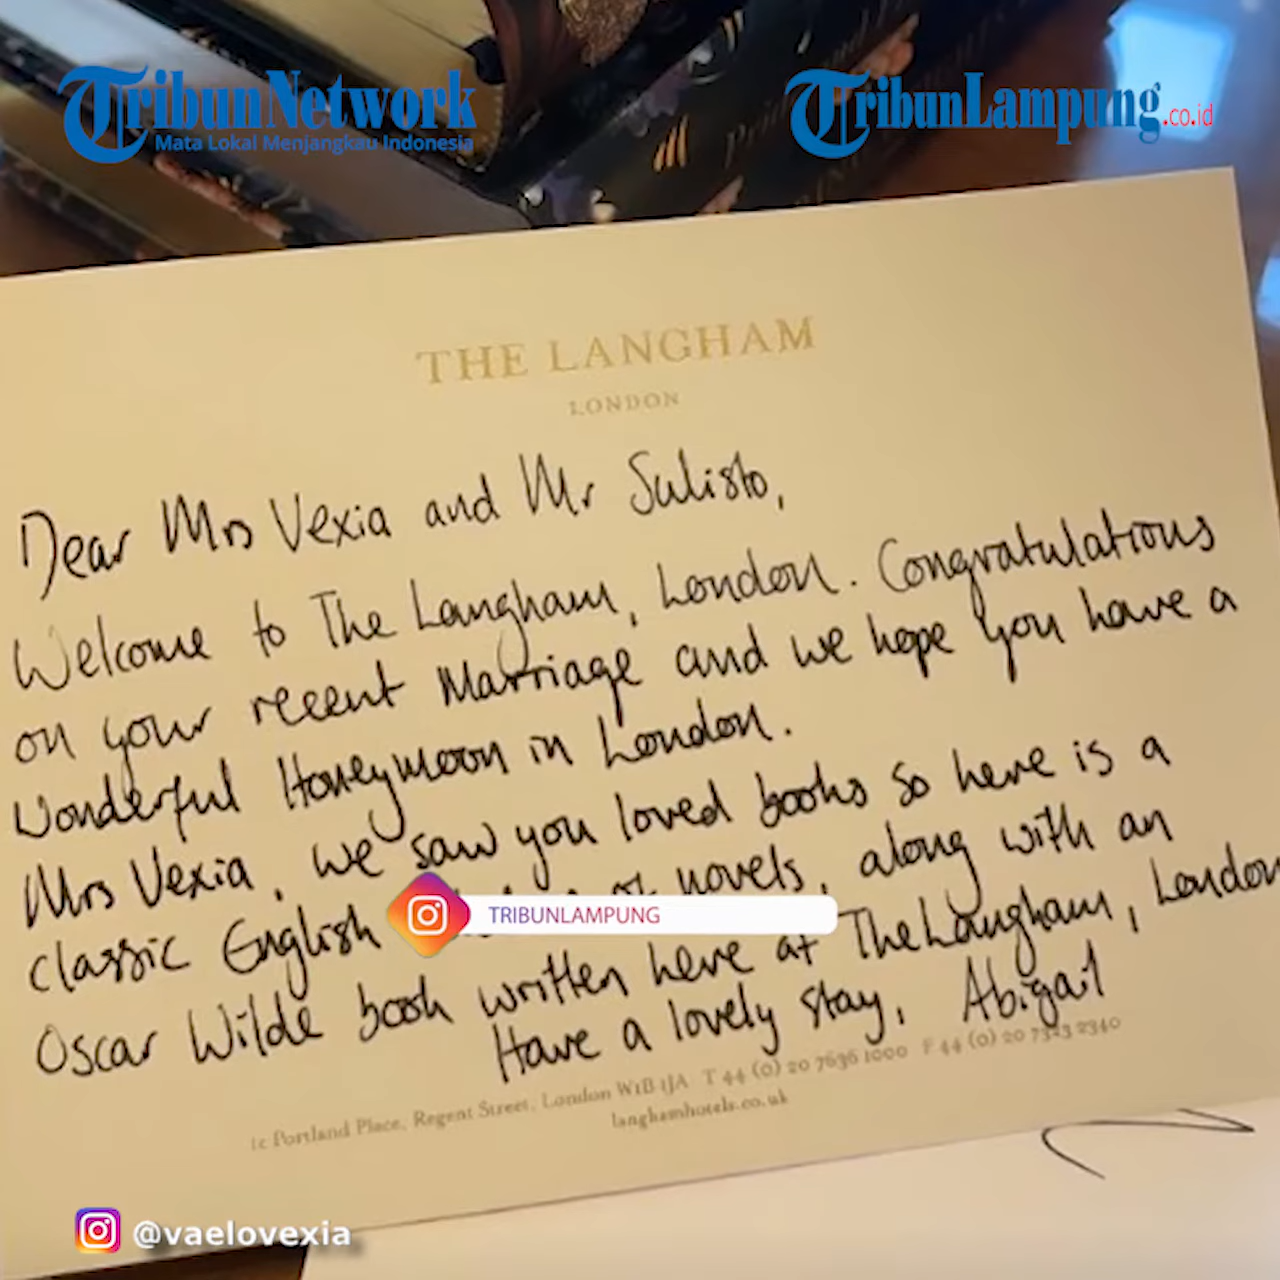 TribunNetwork
Mata Lokal Menjangkau Indonesia
TribunLampung.co.id
THE LANGHAM
LONDON
Dear Mrs Vexia and Mr Sulisto,
Welcome to The Langham, London. Congratulations
on your recent Marriage and we hope you have a
wonderful Honeymoon in London.
Mrs Vexia, we saw you loved books so here is a
classic English novels, along with an
TRIBUNLAMPUNG
Oscar Wilde book written here at The Langham, London
Have a lovely stay, Abigail
1c Portland Place, Regent Street, London W1B 1JA T 44 (0) 20 7636 1000 F 44 (0) 20 7323 2340
langhamhotels.co.uk
@vaelovexia